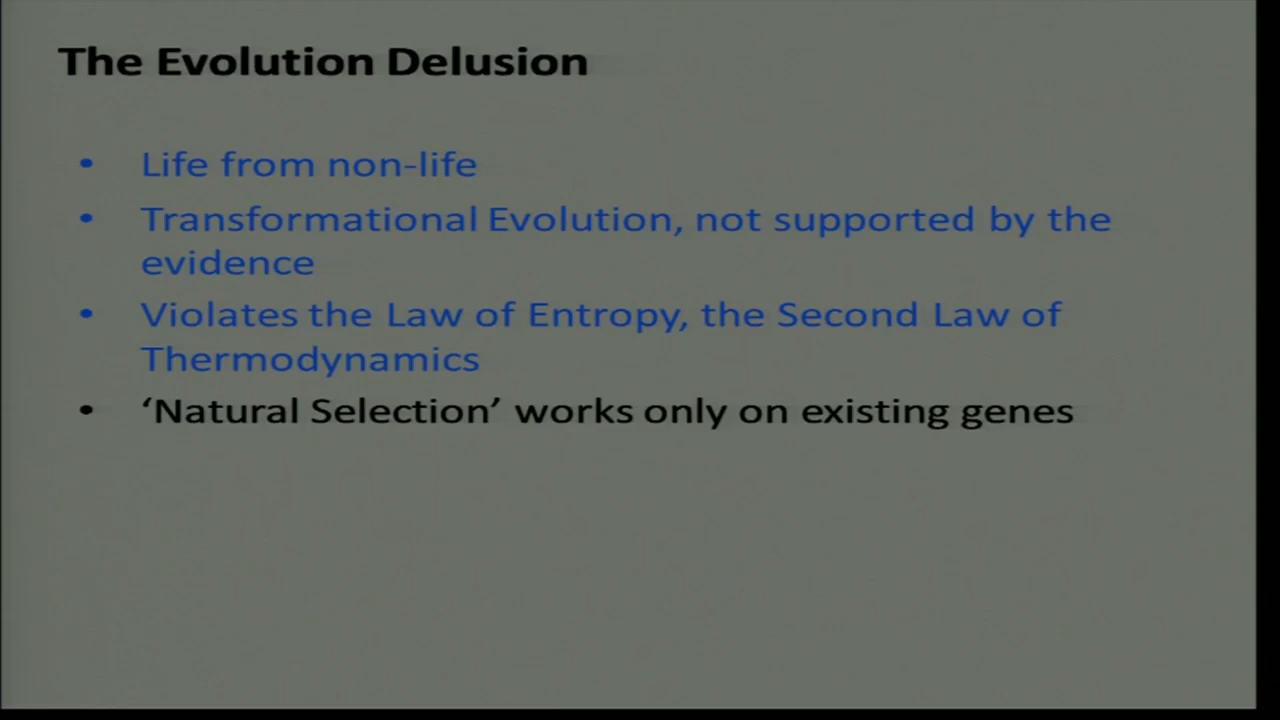 The Evolution Delusion
• Life from non-life
• Transformational Evolution, not supported by the
evidence
• Violates the Law of Entropy, the Second Law of
Thermodynamics
• ‘Natural Selection’ works only on existing genes